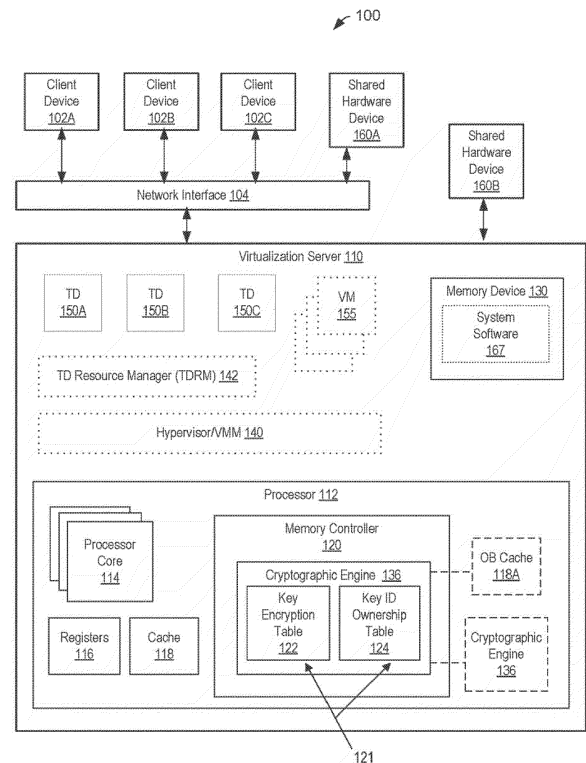 100
Client
Device
102A
Client
Device
102B
Client
Device
102C
Shared
Hardware
Device
160A
Shared
Hardware
Device
160B
Network Interface 104
Virtualization Server 110
TD
150A
TD
150B
TD
150C
VM
155
Memory Device 130
System
Software
167
TD Resource Manager (TDRM) 142
Hypervisor/VMM 140
Processor 112
Processor
Core
114
Memory Controller
120
Cryptographic Engine 136
Key
Encryption
Table
122
Key ID
Ownership
Table
124
OB Cache
118A
Registers
116
Cache
118
Cryptographic
Engine
136
121